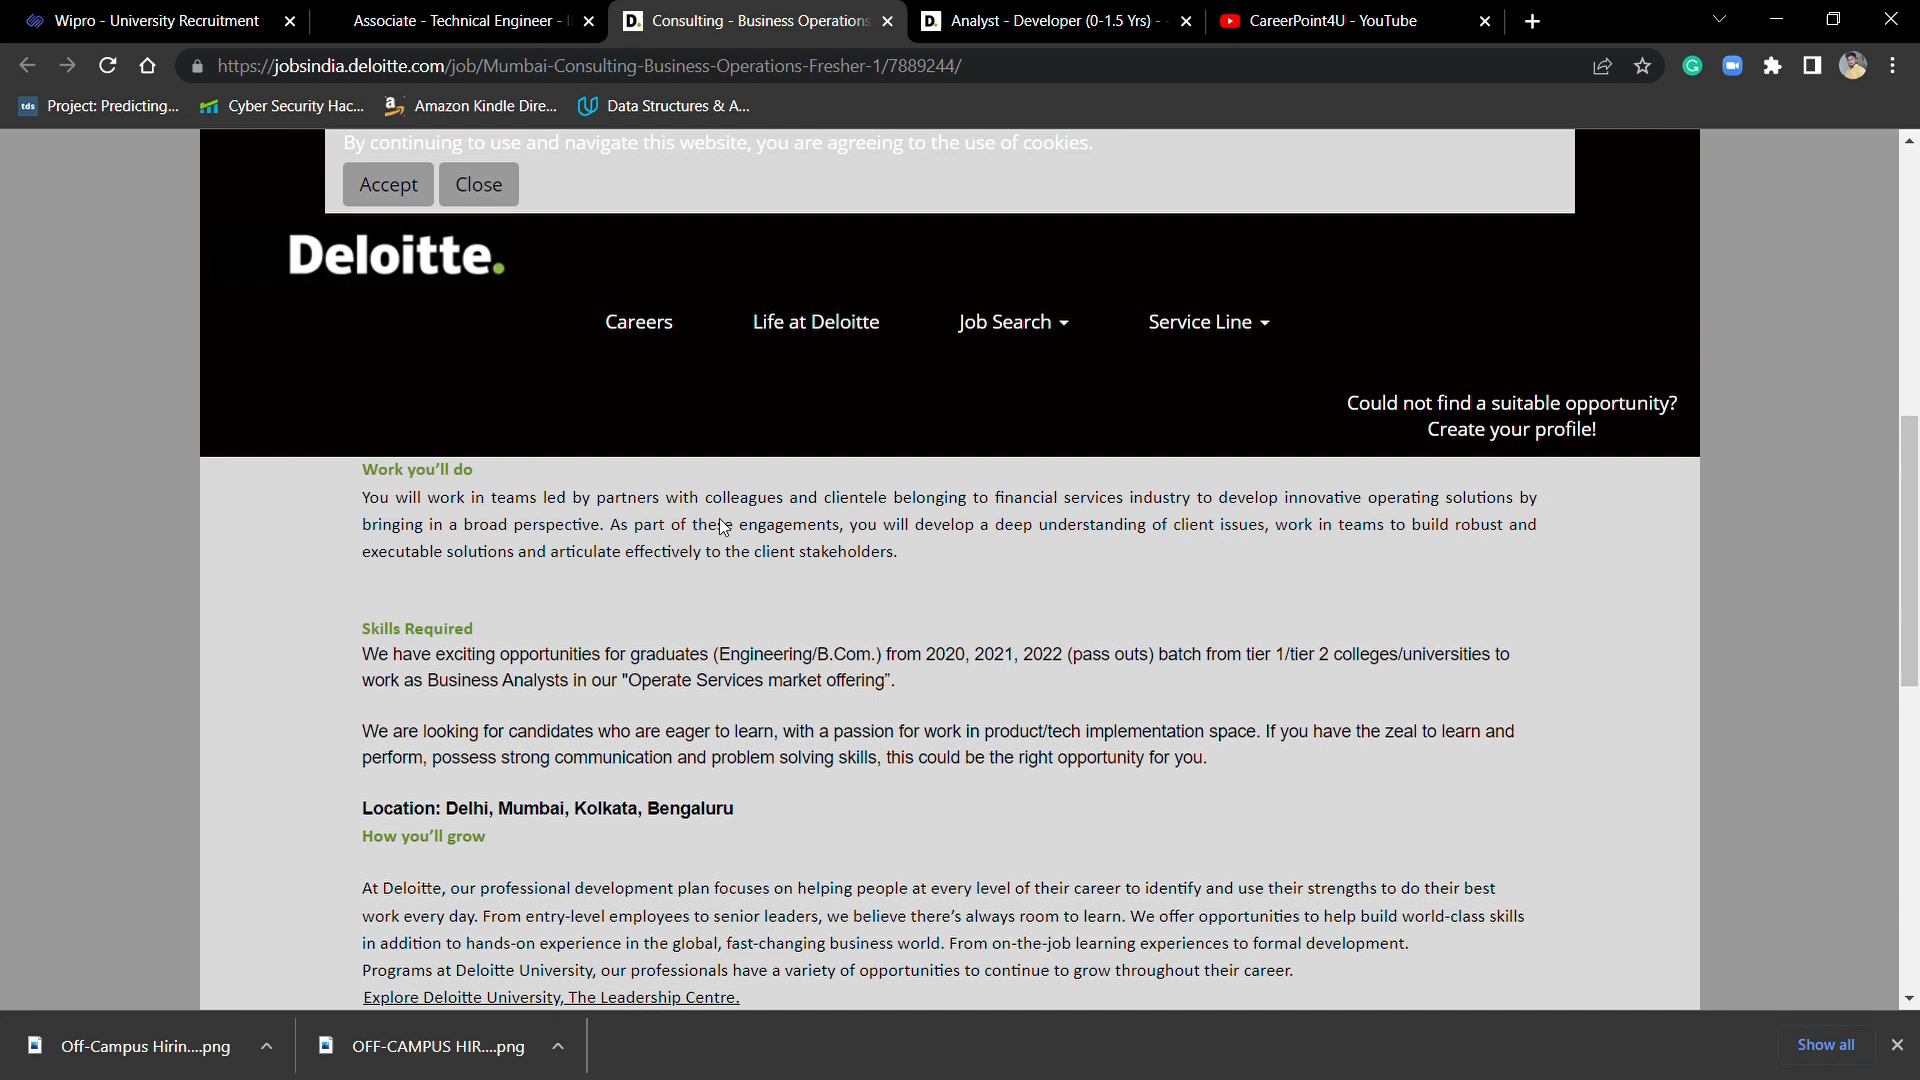 Wipro - University Recruitment
Associate - Technical Engineer -
Consulting - Business Operations
Analyst - Developer (0-1.5 Yrs) -
CareerPoint4U - YouTube
https://jobsindia.deloitte.com/job/Mumbai-Consulting-Business-Operations-Fresher-1/7889244/
tds Project: Predicting...
Cyber Security Hac...
Amazon Kindle Dire...
Data Structures & A...
By continuing to use and navigate this website, you are agreeing to the use of cookies.
Accept
Close
Deloitte.
Careers
Life at Deloitte
Job Search
Service Line
Could not find a suitable opportunity?
Create your profile!
Work you’ll do
You will work in teams led by partners with colleagues and clientele belonging to financial services industry to develop innovative operating solutions by
bringing in a broad perspective. As part of these engagements, you will develop a deep understanding of client issues, work in teams to build robust and
executable solutions and articulate effectively to the client stakeholders.
Skills Required
We have exciting opportunities for graduates (Engineering/B.Com.) from 2020, 2021, 2022 (pass outs) batch from tier 1/tier 2 colleges/universities to
work as Business Analysts in our "Operate Services market offering”.
We are looking for candidates who are eager to learn, with a passion for work in product/tech implementation space. If you have the zeal to learn and
perform, possess strong communication and problem solving skills, this could be the right opportunity for you.
Location: Delhi, Mumbai, Kolkata, Bengaluru
How you’ll grow
At Deloitte, our professional development plan focuses on helping people at every level of their career to identify and use their strengths to do their best
work every day. From entry-level employees to senior leaders, we believe there’s always room to learn. We offer opportunities to help build world-class skills
in addition to hands-on experience in the global, fast-changing business world. From on-the-job learning experiences to formal development.
Programs at Deloitte University, our professionals have a variety of opportunities to continue to grow throughout their career.
Explore Deloitte University, The Leadership Centre.
Off-Campus Hirin....png
OFF-CAMPUS HIR....png
Show all